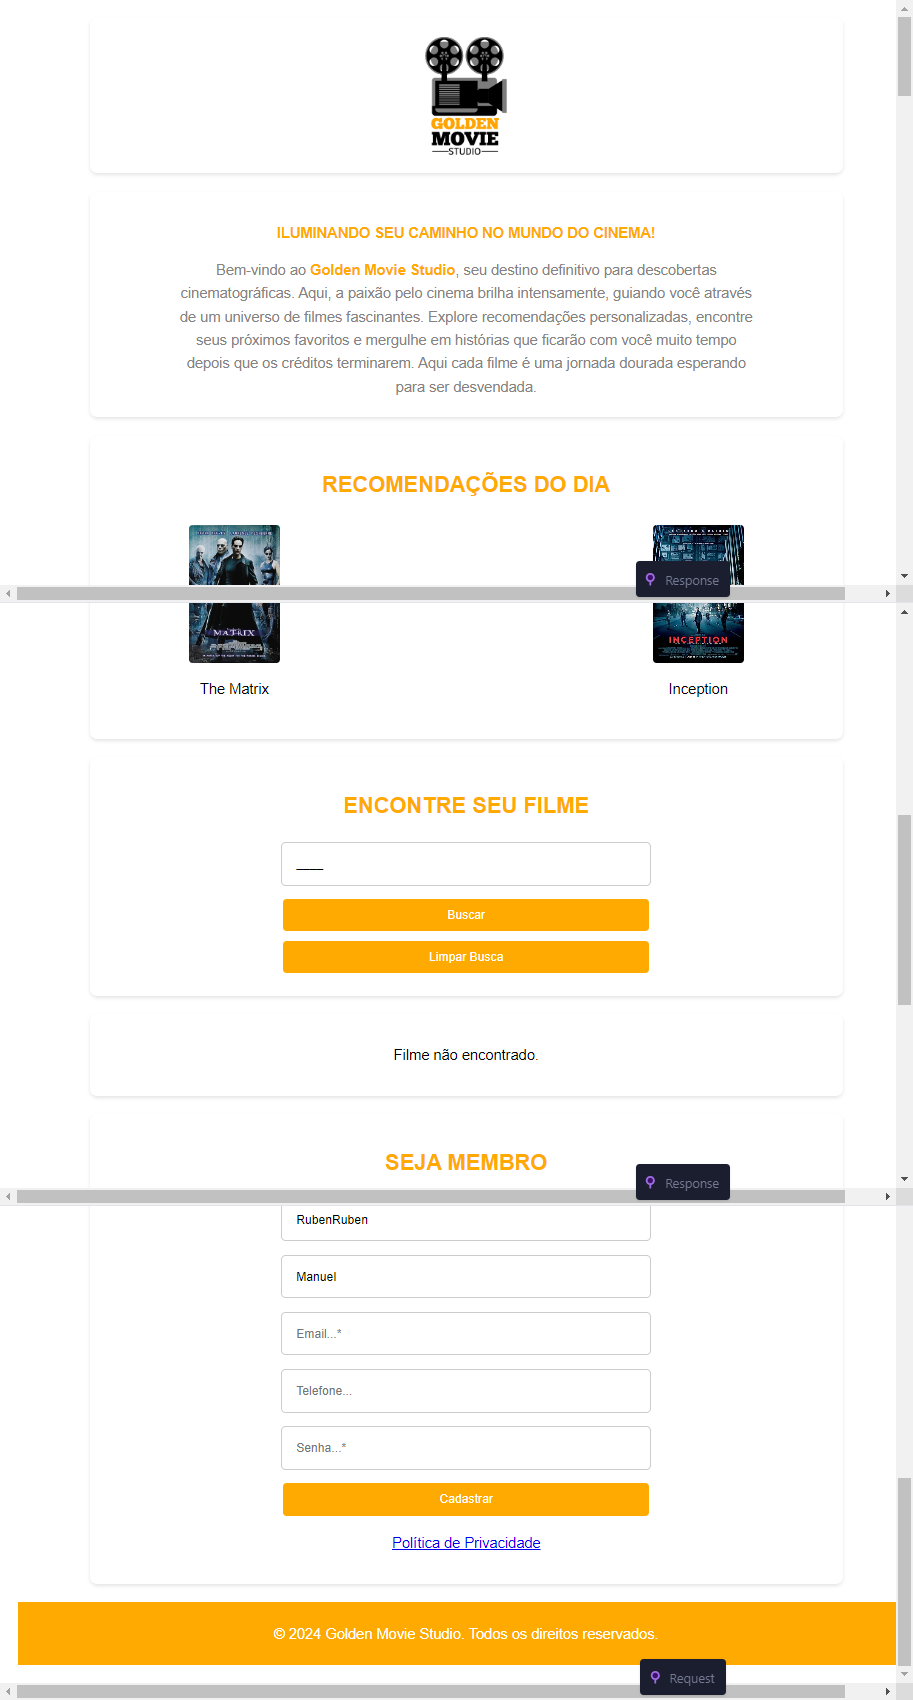 GOLDEN
MOVIE
STUDIO
ILUMINANDO SEU CAMINHO NO MUNDO DO CINEMA!
Bem-vindo ao Golden Movie Studio, seu destino definitivo para descobertas
cinematográficas. Aqui, a paixão pelo cinema brilha intensamente, guiando você através
de um universo de filmes fascinantes. Explore recomendações personalizadas, encontre
seus próximos favoritos e mergulhe em histórias que ficarão com você muito tempo
depois que os créditos terminarem. Aqui cada filme é uma jornada dourada esperando
para ser desvendada.
RECOMENDAÇÕES DO DIA
Response
MATRIX
INCEPTION
The Matrix
Inception
ENCONTRE SEU FILME
____
Buscar
Limpar Busca
Filme não encontrado.
SEJA MEMBRO
Response
RubenRuben
Manuel
Email...*
Telefone...
Senha...*
Cadastrar
Política de Privacidade
© 2024 Golden Movie Studio. Todos os direitos reservados.
Request